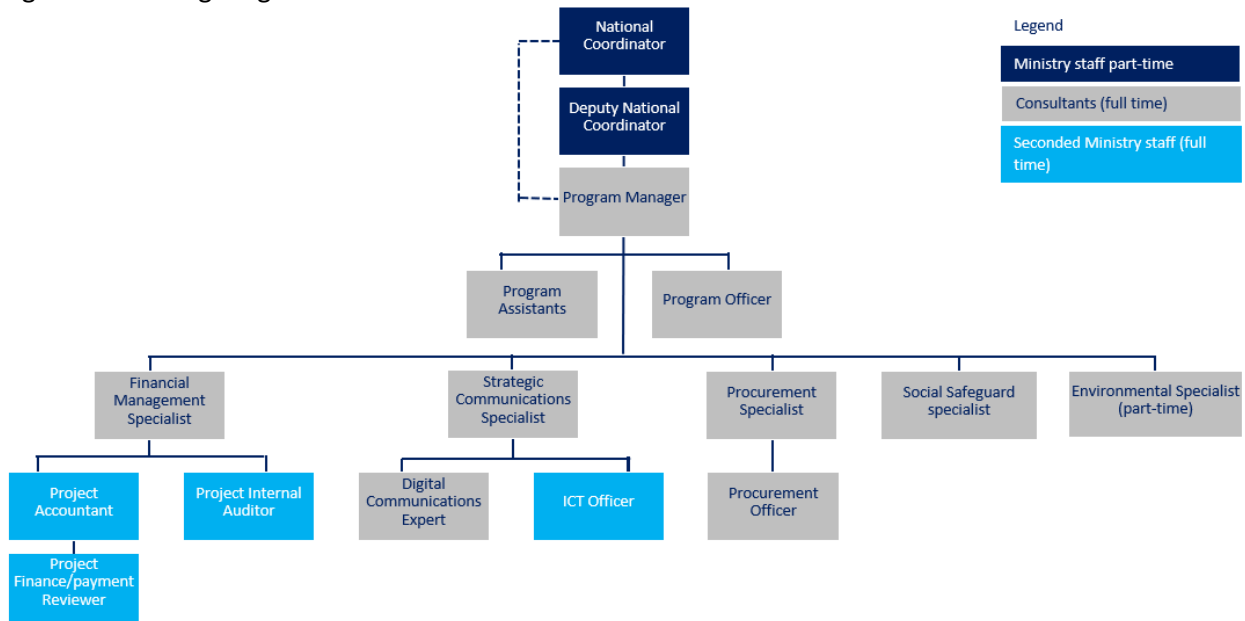 National
Coordinator
Legend
Ministry staff part-time
Deputy National
Coordinator
Consultants (full time)
Seconded Ministry staff (full
time)
Program Manager
Program
Assistants
Program Officer
Financial
Management
Specialist
Strategic
Communications
Specialist
Procurement
Specialist
Social Safeguard
specialist
Environmental Specialist
(part-time)
Project
Accountant
Project Internal
Auditor
Digital
Communications
Expert
ICT Officer
Procurement
Officer
Project
Finance/payment
Reviewer